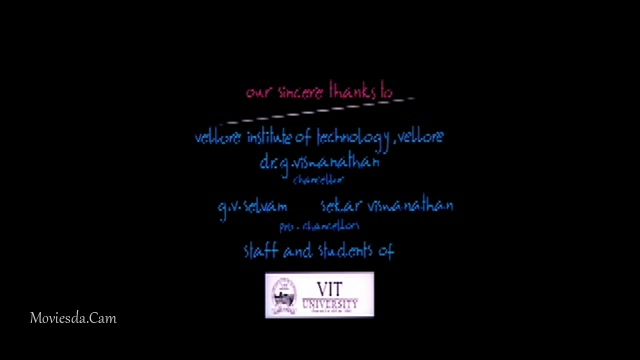 our sincere thanks to
vellore institute of technology, vellore
dr.g.viswanathan
chancellor
g.v.selvam sekar viswanathan
pro-chancellors
staff and students of
VIT
UNIVERSITY
Moviesda.Cam